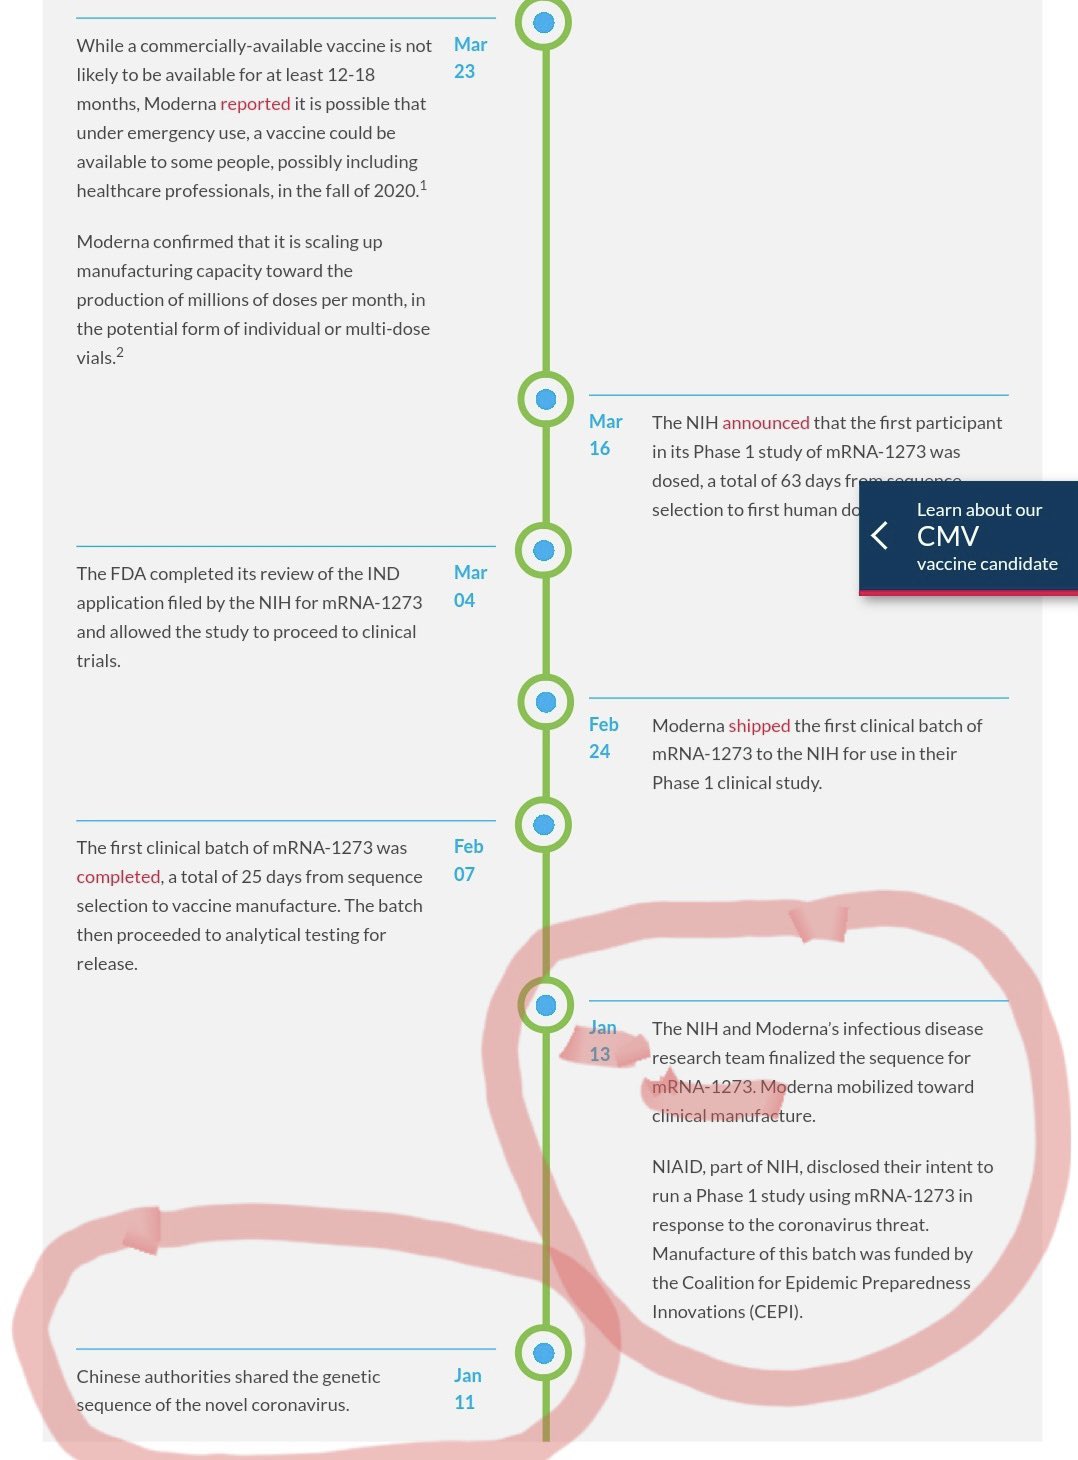 While a commercially-available vaccine is not
likely to be available for at least 12-18
months, Moderna reported it is possible that
under emergency use, a vaccine could be
available to some people, possibly including
healthcare professionals, in the fall of 2020.1
Moderna confirmed that it is scaling up
manufacturing capacity toward the
production of millions of doses per month, in
the potential form of individual or multi-dose
vials.2
Mar
23
Mar
16
The NIH announced that the first participant
in its Phase 1 study of mRNA-1273 was
dosed, a total of 63 days from sequence
selection to first human do
Learn about our
CMV
vaccine candidate
The FDA completed its review of the IND
application filed by the NIH for mRNA-1273
and allowed the study to proceed to clinical
trials.
Mar
04
Feb
24
Moderna shipped the first clinical batch of
mRNA-1273 to the NIH for use in their
Phase 1 clinical study.
The first clinical batch of mRNA-1273 was
completed, a total of 25 days from sequence
selection to vaccine manufacture. The batch
then proceeded to analytical testing for
release.
Feb
07
Jan
13
The NIH and Moderna’s infectious disease
research team finalized the sequence for
mRNA-1273. Moderna mobilized toward
clinical manufacture.
NIAID, part of NIH, disclosed their intent to
run a Phase 1 study using mRNA-1273 in
response to the coronavirus threat.
Manufacture of this batch was funded by
the Coalition for Epidemic Preparedness
Innovations (CEPI).
Chinese authorities shared the genetic
sequence of the novel coronavirus.
Jan
11